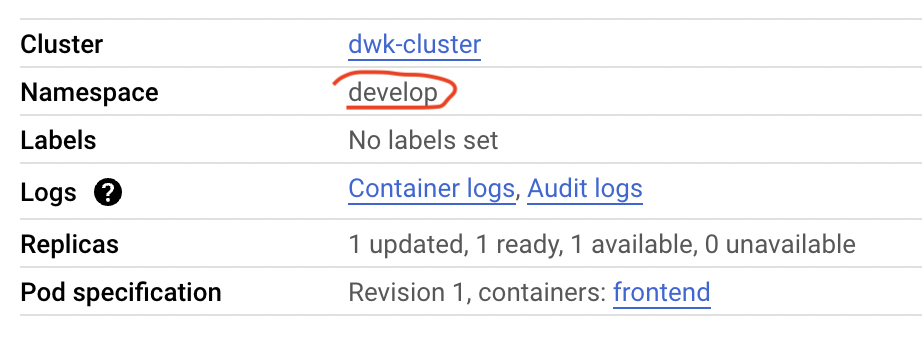 Cluster dwk-cluster
Namespace develop
Labels No labels set
Logs ? Container logs, Audit logs
Replicas 1 updated, 1 ready, 1 available, 0 unavailable
Pod specification Revision 1, containers: frontend